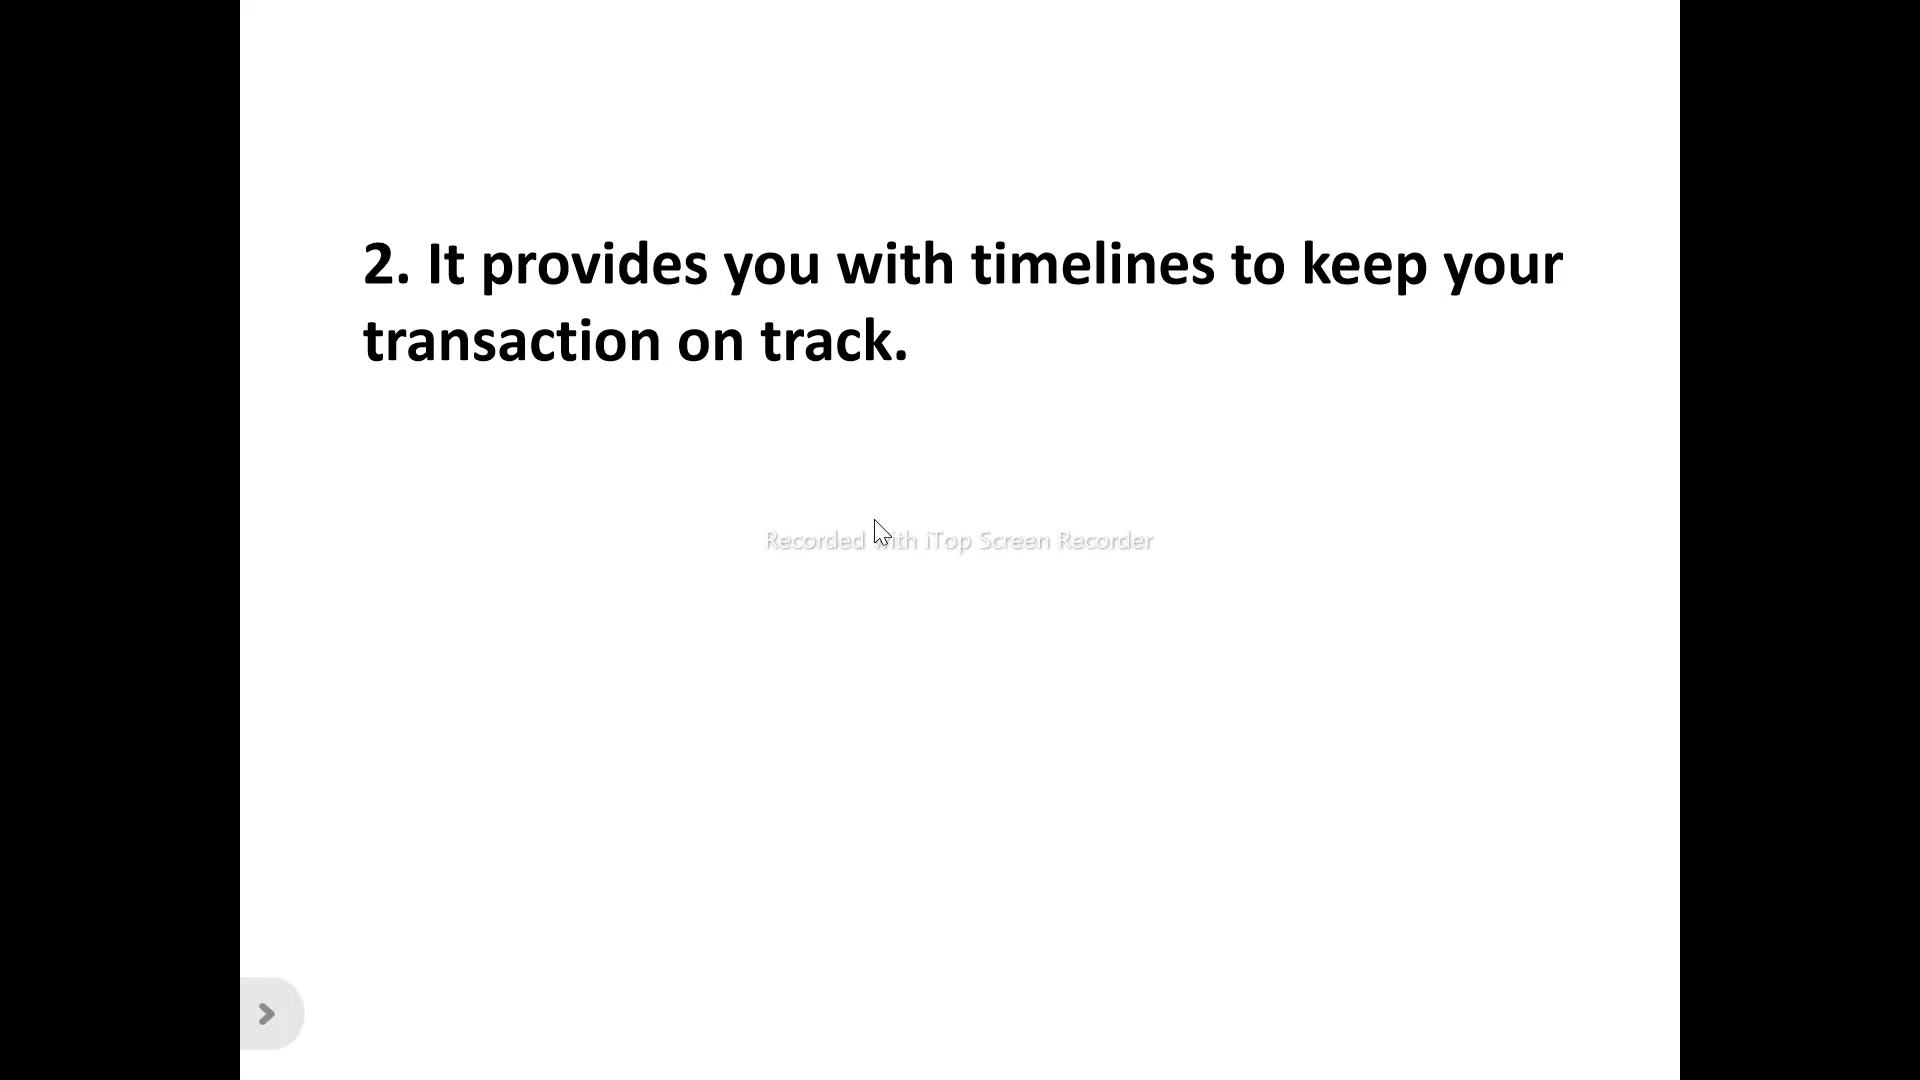 2. It provides you with timelines to keep your
transaction on track.
Recorded with iTop Screen Recorder